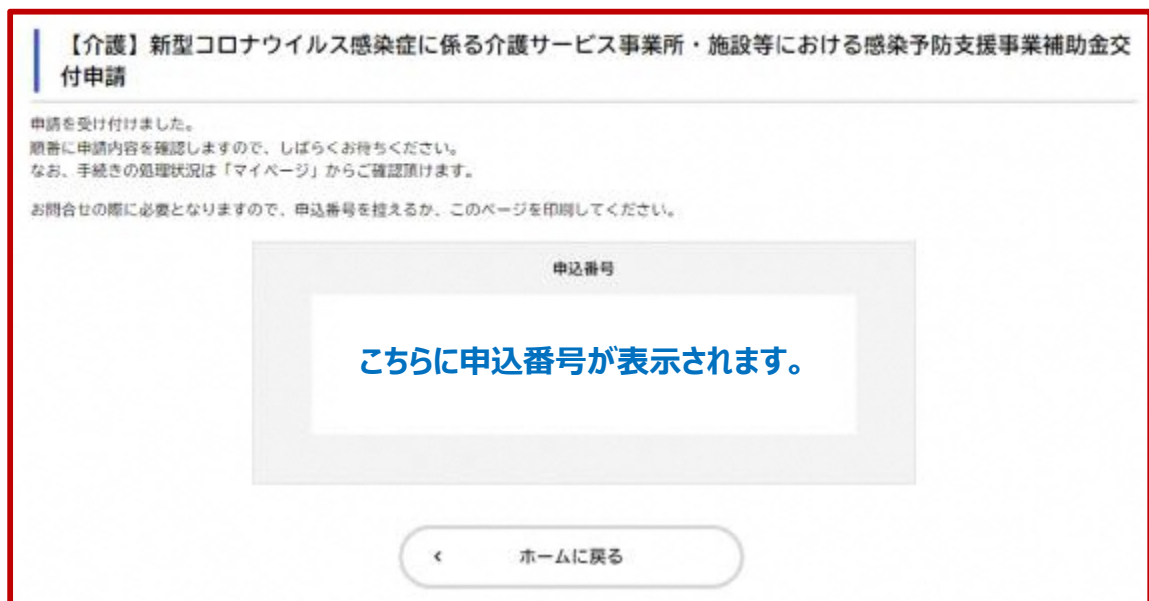 【介護】新型コロナウイルス感染症に係る介護サービス事業所・施設等における感染予防支援事業補助金交
付申請
申請を受け付けました。
順番に申請内容を確認しますので、しばらくお待ちください。
なお、手続きの処理状況は「マイページ」からご確認頂けます。
お問合せの際に必要となりますので、申込番号を控えるか、このページを印刷してください。
申込番号
こちらに申込番号が表示されます。
‹ ホームに戻る